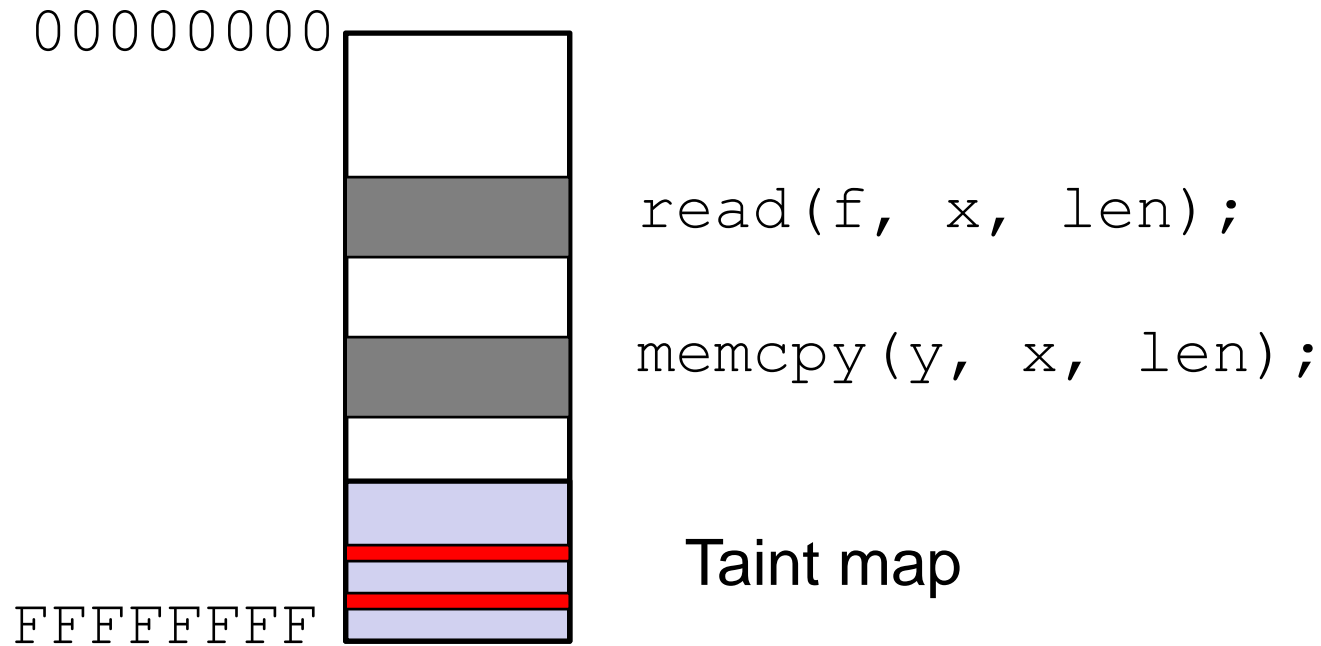 00000000
read(f, x, len);
memcpy(y, x, len);
Taint map
FFFFFFFF